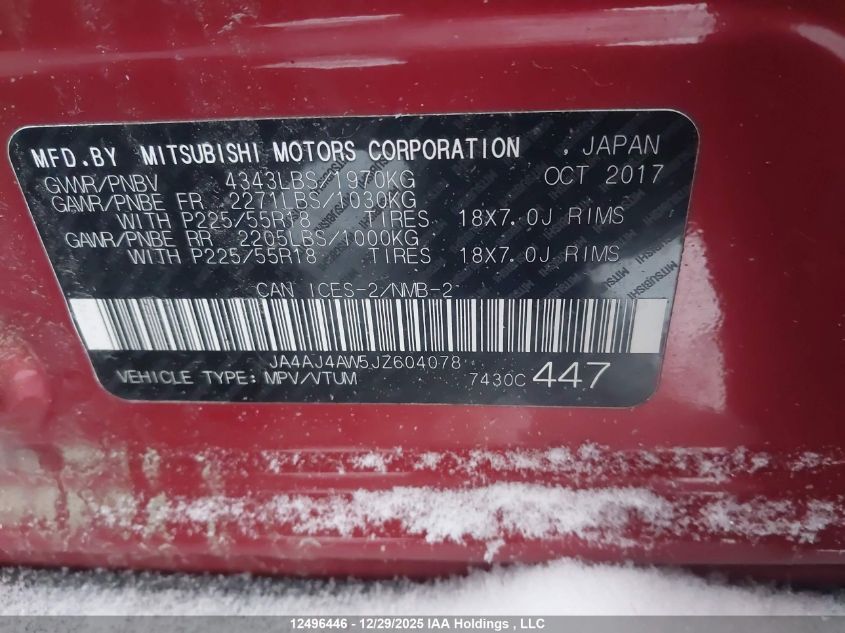 MFD.BY MITSUBISHI MOTORS CORPORATION , JAPAN
GVWR/PNBV 4343LBS/1970KG OCT 2017
GAWR/PNBE FR 2271LBS/1030KG
WITH P225/55R18 TIRES 18X7.0J RIMS
GAWR/PNBE RR 2205LBS/1000KG
WITH P225/55R18 TIRES 18X7.0J RIMS
CAN ICES-2/NMB-2
JA4AJ4AW5JZ604078
VEHICLE TYPE: MPV/VTUM 7430C 447
12496446 - 12/29/2025 IAA Holdings , LLC